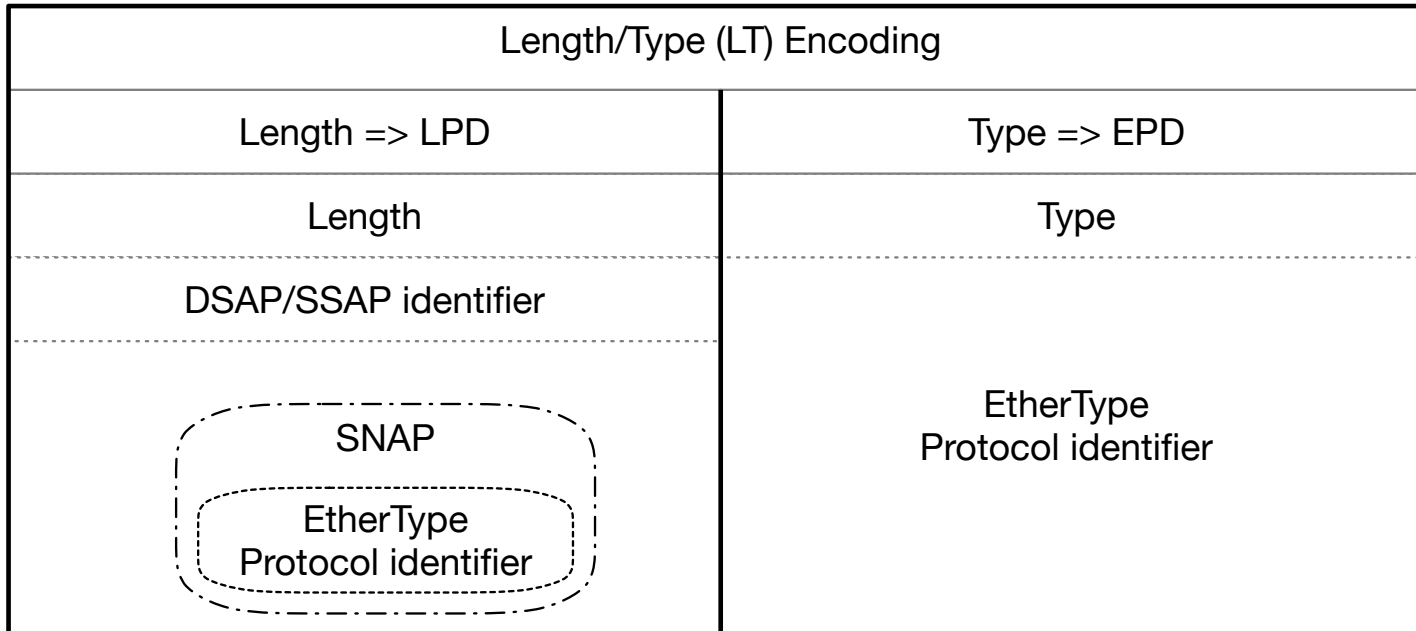 Length/Type (LT) Encoding
Length => LPD
Type => EPD
Length
Type
DSAP/SSAP identifier
SNAP
EtherType
Protocol identifier
EtherType
Protocol identifier